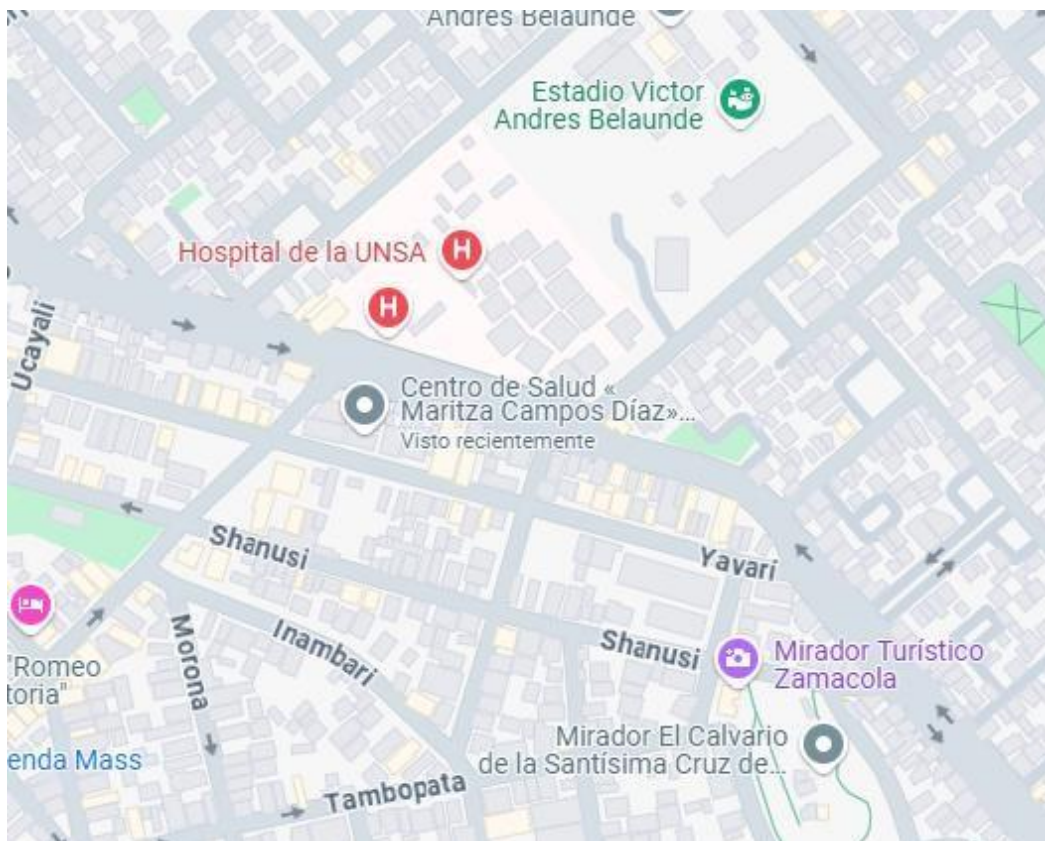 Andres Belaunde
Estadio Victor
Andres Belaunde
Hospital de la UNSA
H
H
Ucayali
Centro de Salud «
Maritza Campos Díaz»...
Visto recientemente
Shanusi
Yavarí
Morona
Inambari
Shanusi
Mirador Turístico
Zamacola
"Romeo
toria"
Mirador El Calvario
de la Santísima Cruz de...
enda Mass
Tambopata